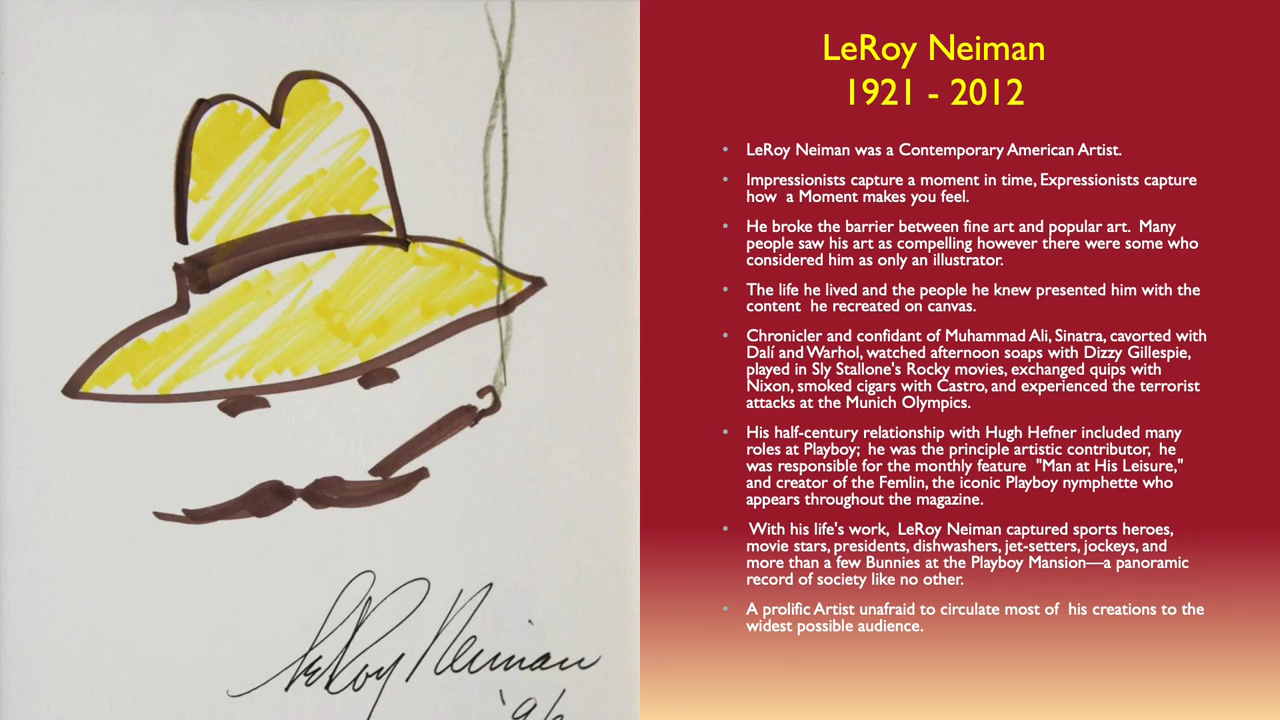 LeRoy Neiman
1921 - 2012
• LeRoy Neiman was a Contemporary American Artist.
• Impressionists capture a moment in time, Expressionists capture
how a Moment makes you feel.
• He broke the barrier between fine art and popular art. Many
people saw his art as compelling however there were some who
considered him as only an illustrator.
• The life he lived and the people he knew presented him with the
content he recreated on canvas.
• Chronicler and confidant of Muhammad Ali, Sinatra, cavorted with
Dalí and Warhol, watched afternoon soaps with Dizzy Gillespie,
played in Sly Stallone's Rocky movies, exchanged quips with
Nixon, smoked cigars with Castro, and experienced the terrorist
attacks at the Munich Olympics.
• His half-century relationship with Hugh Hefner included many
roles at Playboy; he was the principle artistic contributor, he
was responsible for the monthly feature "Man at His Leisure,"
and creator of the Femlin, the iconic Playboy nymphette who
appears throughout the magazine.
• With his life's work, LeRoy Neiman captured sports heroes,
movie stars, presidents, dishwashers, jet-setters, jockeys, and
more than a few Bunnies at the Playboy Mansion—a panoramic
record of society like no other.
• A prolific Artist unafraid to circulate most of his creations to the
widest possible audience.
LeRoy Neiman